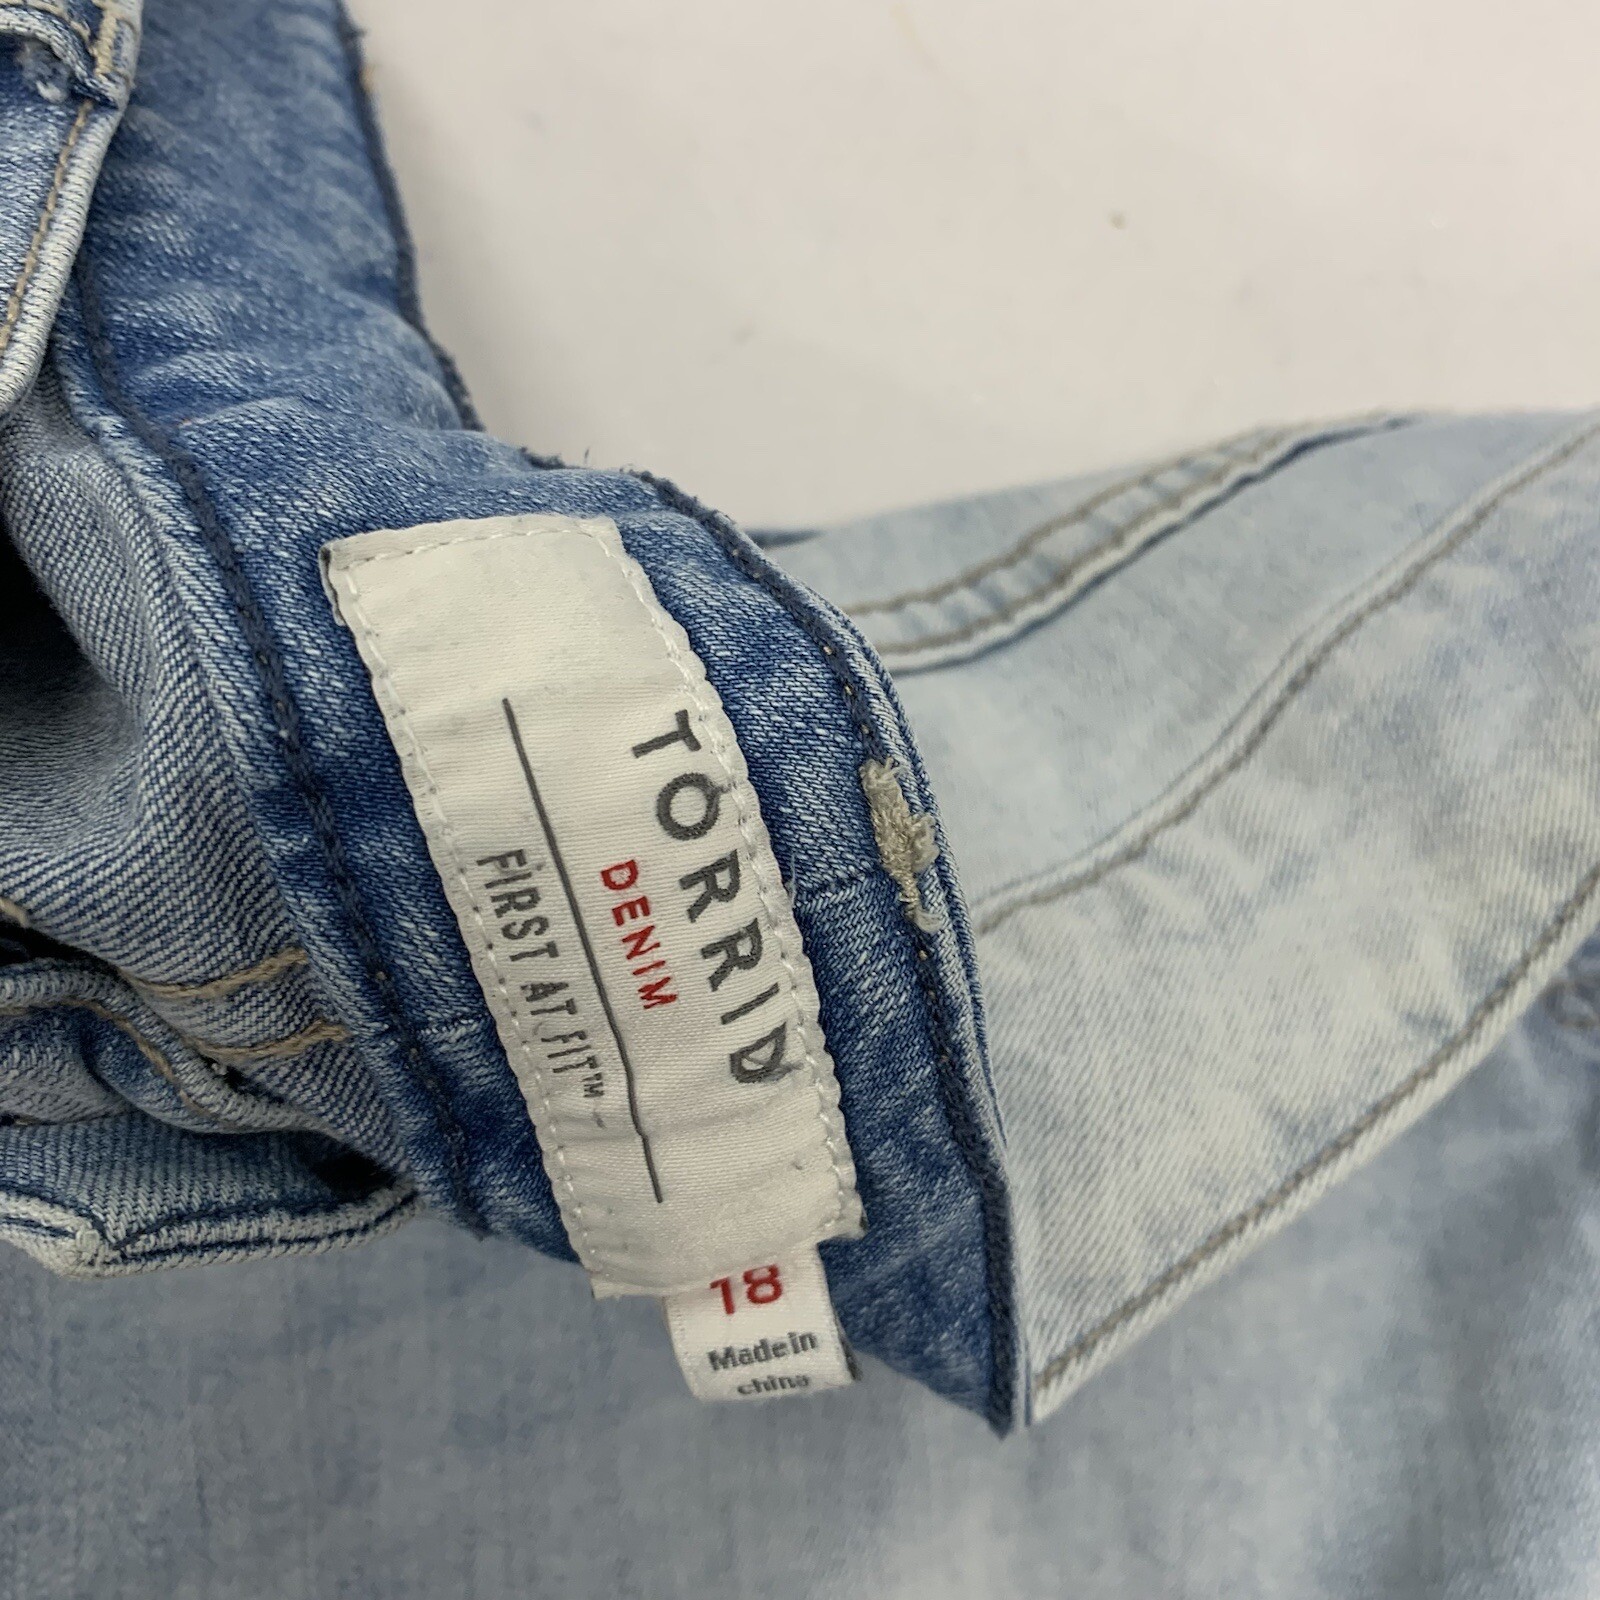 TORRID
DENIM
FIRST AT FIT™
18
Made in
china